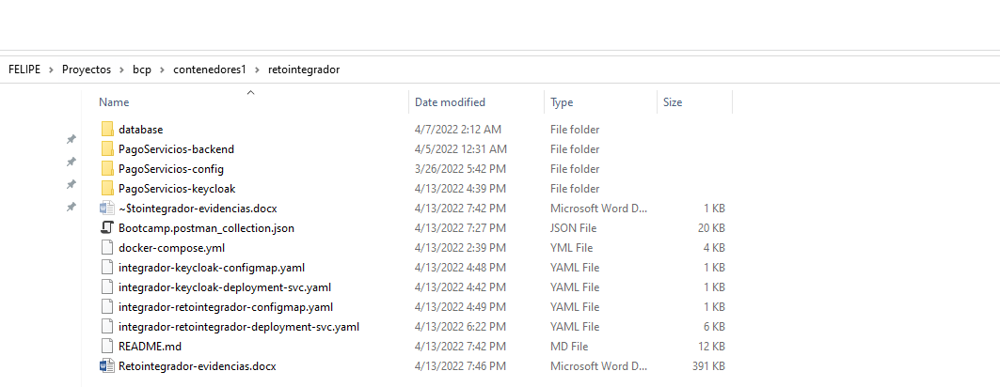 FELIPE > Proyectos > bcp > contenedores1 > retointegrador
Name Date modified Type Size
database 4/7/2022 2:12 AM File folder
PagoServicios-backend 4/5/2022 12:31 AM File folder
PagoServicios-config 3/26/2022 5:42 PM File folder
PagoServicios-keycloak 4/13/2022 4:39 PM File folder
~$tointegrador-evidencias.docx 4/13/2022 7:42 PM Microsoft Word D... 1 KB
Bootcamp.postman_collection.json 4/13/2022 7:27 PM JSON File 20 KB
docker-compose.yml 4/13/2022 2:39 PM YML File 4 KB
integrador-keycloak-configmap.yaml 4/13/2022 4:48 PM YAML File 1 KB
integrador-keycloak-deployment-svc.yaml 4/13/2022 4:42 PM YAML File 1 KB
integrador-retointegrador-configmap.yaml 4/13/2022 4:49 PM YAML File 1 KB
integrador-retointegrador-deployment-svc.yaml 4/13/2022 6:22 PM YAML File 6 KB
README.md 4/13/2022 7:42 PM MD File 12 KB
Retointegrador-evidencias.docx 4/13/2022 7:46 PM Microsoft Word D... 391 KB